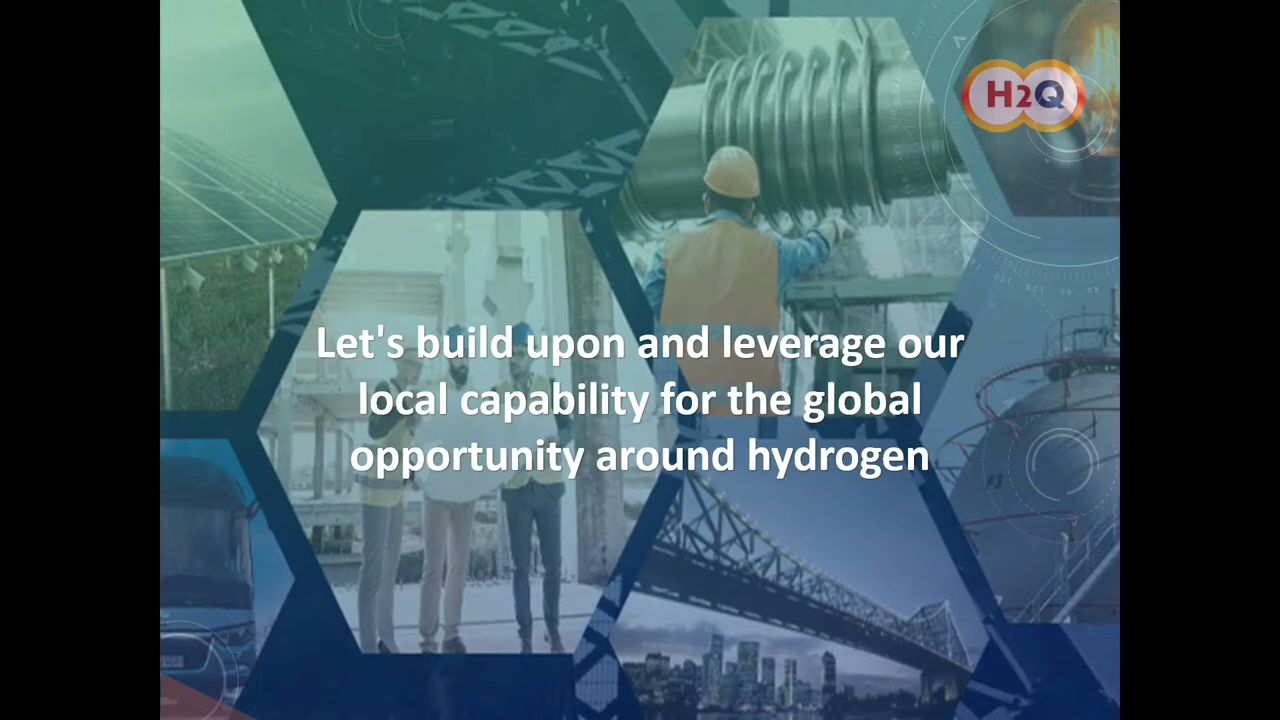 H2Q
Let's build upon and leverage our
local capability for the global
opportunity around hydrogen